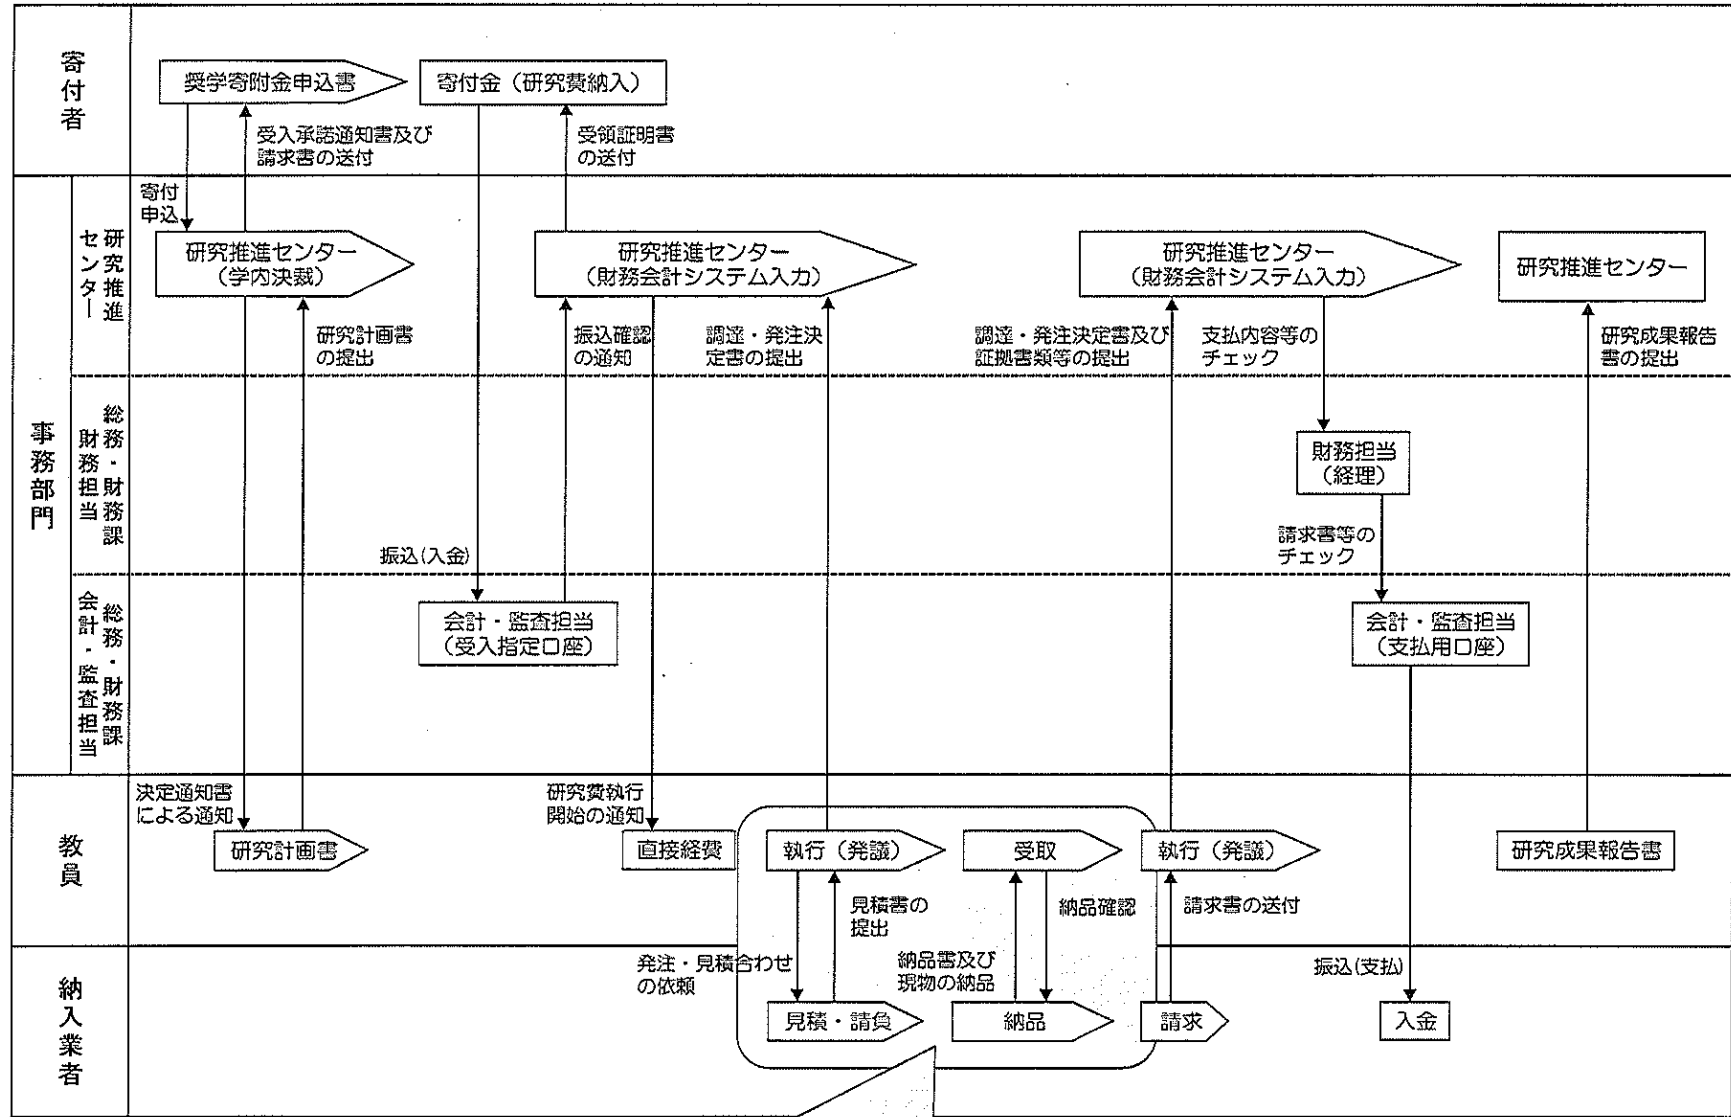 寄付者
奨学寄附金申込書
寄付金（研究費納入）
受入承諾通知書及び
請求書の送付
受領証明書
の送付
事務部門
研究推進
センター
寄付
申込
研究推進センター
（学内決裁）
研究推進センター
（財務会計システム入力）
研究推進センター
（財務会計システム入力）
研究推進センター
研究計画書
の提出
振込確認
の通知
調達・発注決
定書の提出
調達・発注決定書及び
証拠書類等の提出
支払内容等の
チェック
研究成果報告
書の提出
総務・財務課
財務担当
財務担当
（経理）
振込(入金)
請求書等の
チェック
総務・財務課
会計・監査担当
会計・監査担当
（受入指定口座）
会計・監査担当
（支払用口座）
教員
決定通知書
による通知
研究費執行
開始の通知
研究計画書
直接経費
執行（発議）
受取
執行（発議）
研究成果報告書
見積書の
提出
納品確認
請求書の送付
納入業者
発注・見積合わせ
の依頼
納品書及び
現物の納品
振込(支払)
見積・請負
納品
請求
入金